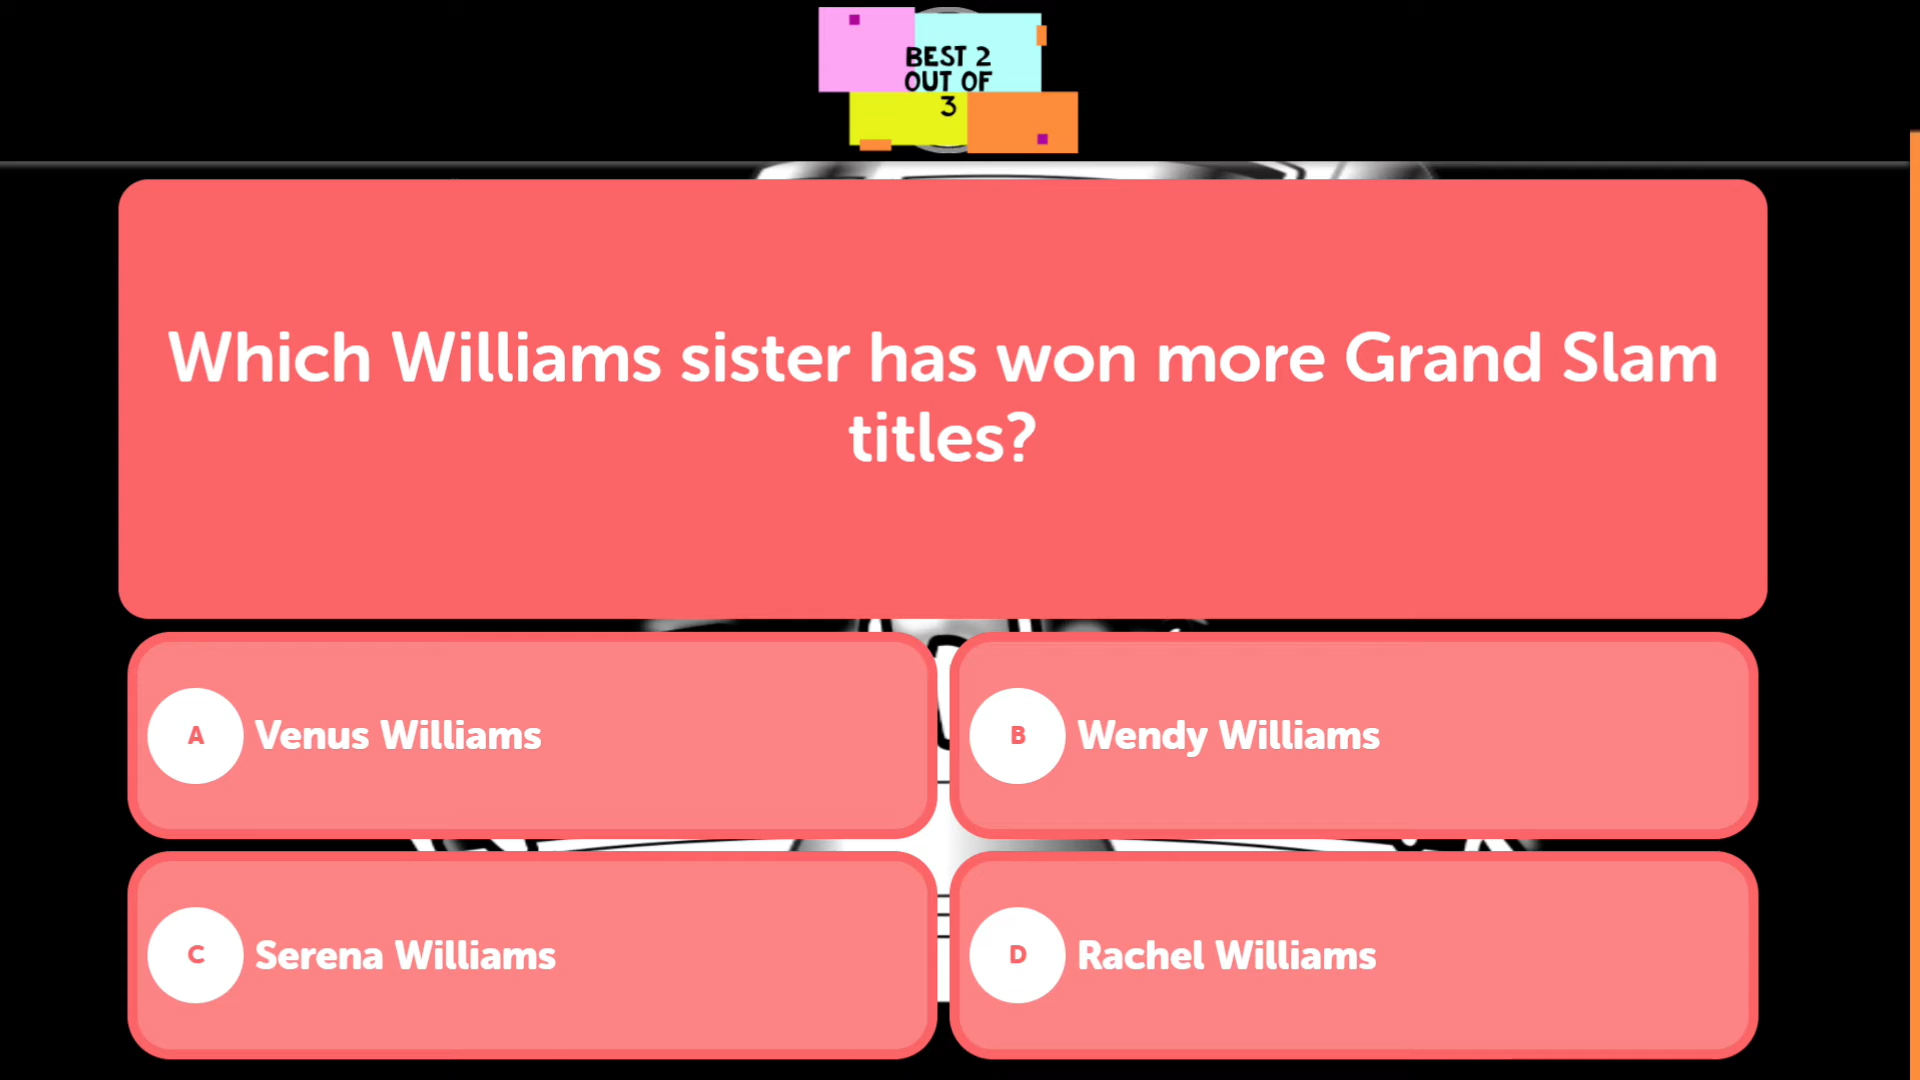 BEST 2
OUT OF
3
Which Williams sister has won more Grand Slam
titles?
A Venus Williams
B Wendy Williams
C Serena Williams
D Rachel Williams